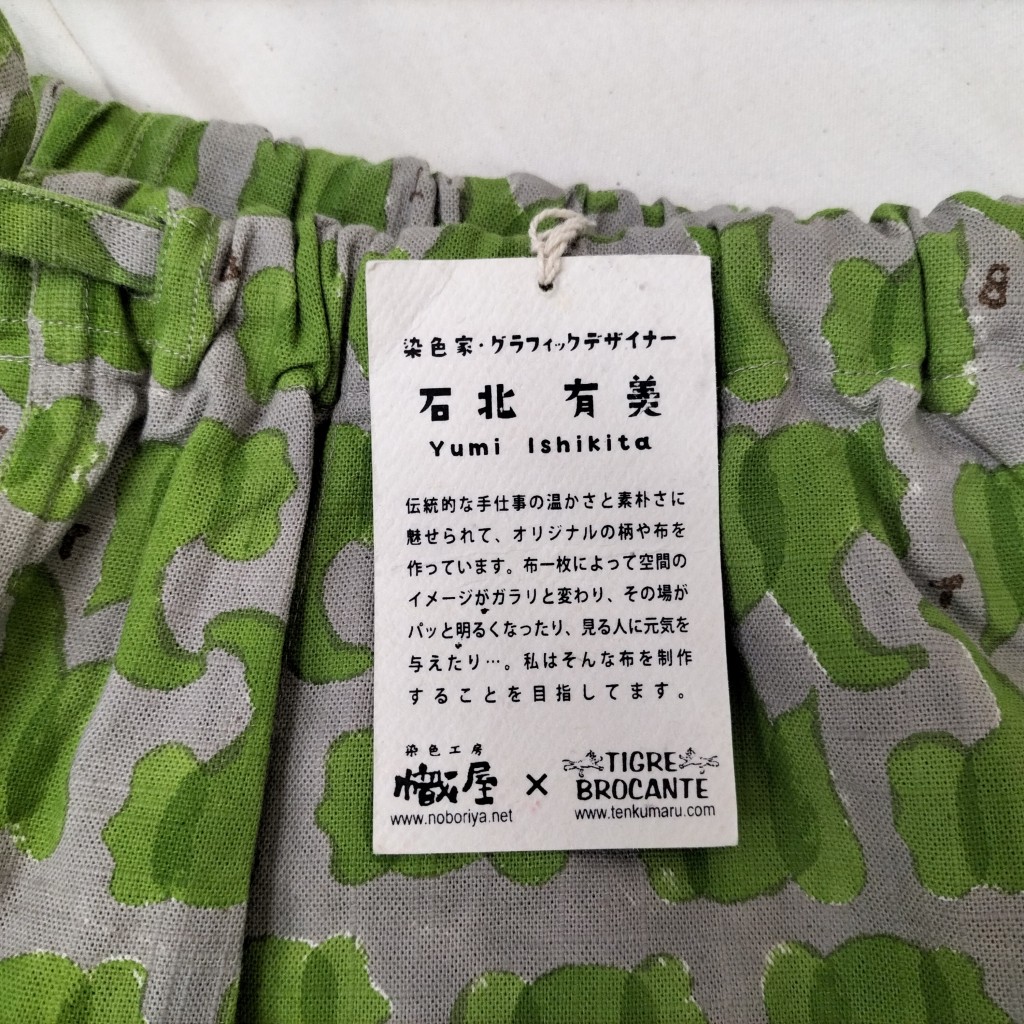 染色家・グラフィックデザイナー
石北 有美
Yumi Ishikita
伝統的な手仕事の温かさと素朴さに
魅せられて、オリジナルの柄や布を
作っています。布一枚によって空間の
イメージがガラリと変わり、その場が
パッと明るくなったり、見る人に元気を
与えたり…。私はそんな布を制作
することを目指してます。
染色工房
幟屋 × TIGRE BROCANTE
www.noboriya.net www.tenkumaru.com